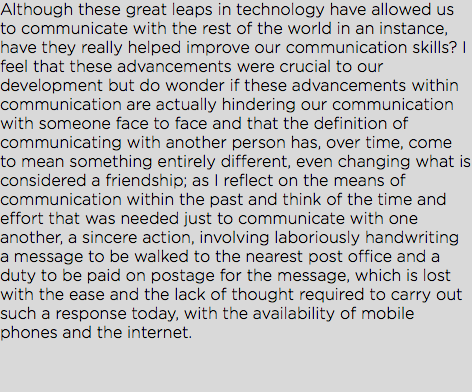 Although these great leaps in technology have allowed us
to communicate with the rest of the world in an instance,
have they really helped improve our communication skills? I
feel that these advancements were crucial to our
development but do wonder if these advancements within
communication are actually hindering our communication
with someone face to face and that the definition of
communicating with another person has, over time, come
to mean something entirely different, even changing what is
considered a friendship; as I reflect on the means of
communication within the past and think of the time and
effort that was needed just to communicate with one
another, a sincere action, involving laboriously handwriting
a message to be walked to the nearest post office and a
duty to be paid on postage for the message, which is lost
with the ease and the lack of thought required to carry out
such a response today, with the availability of mobile
phones and the internet.